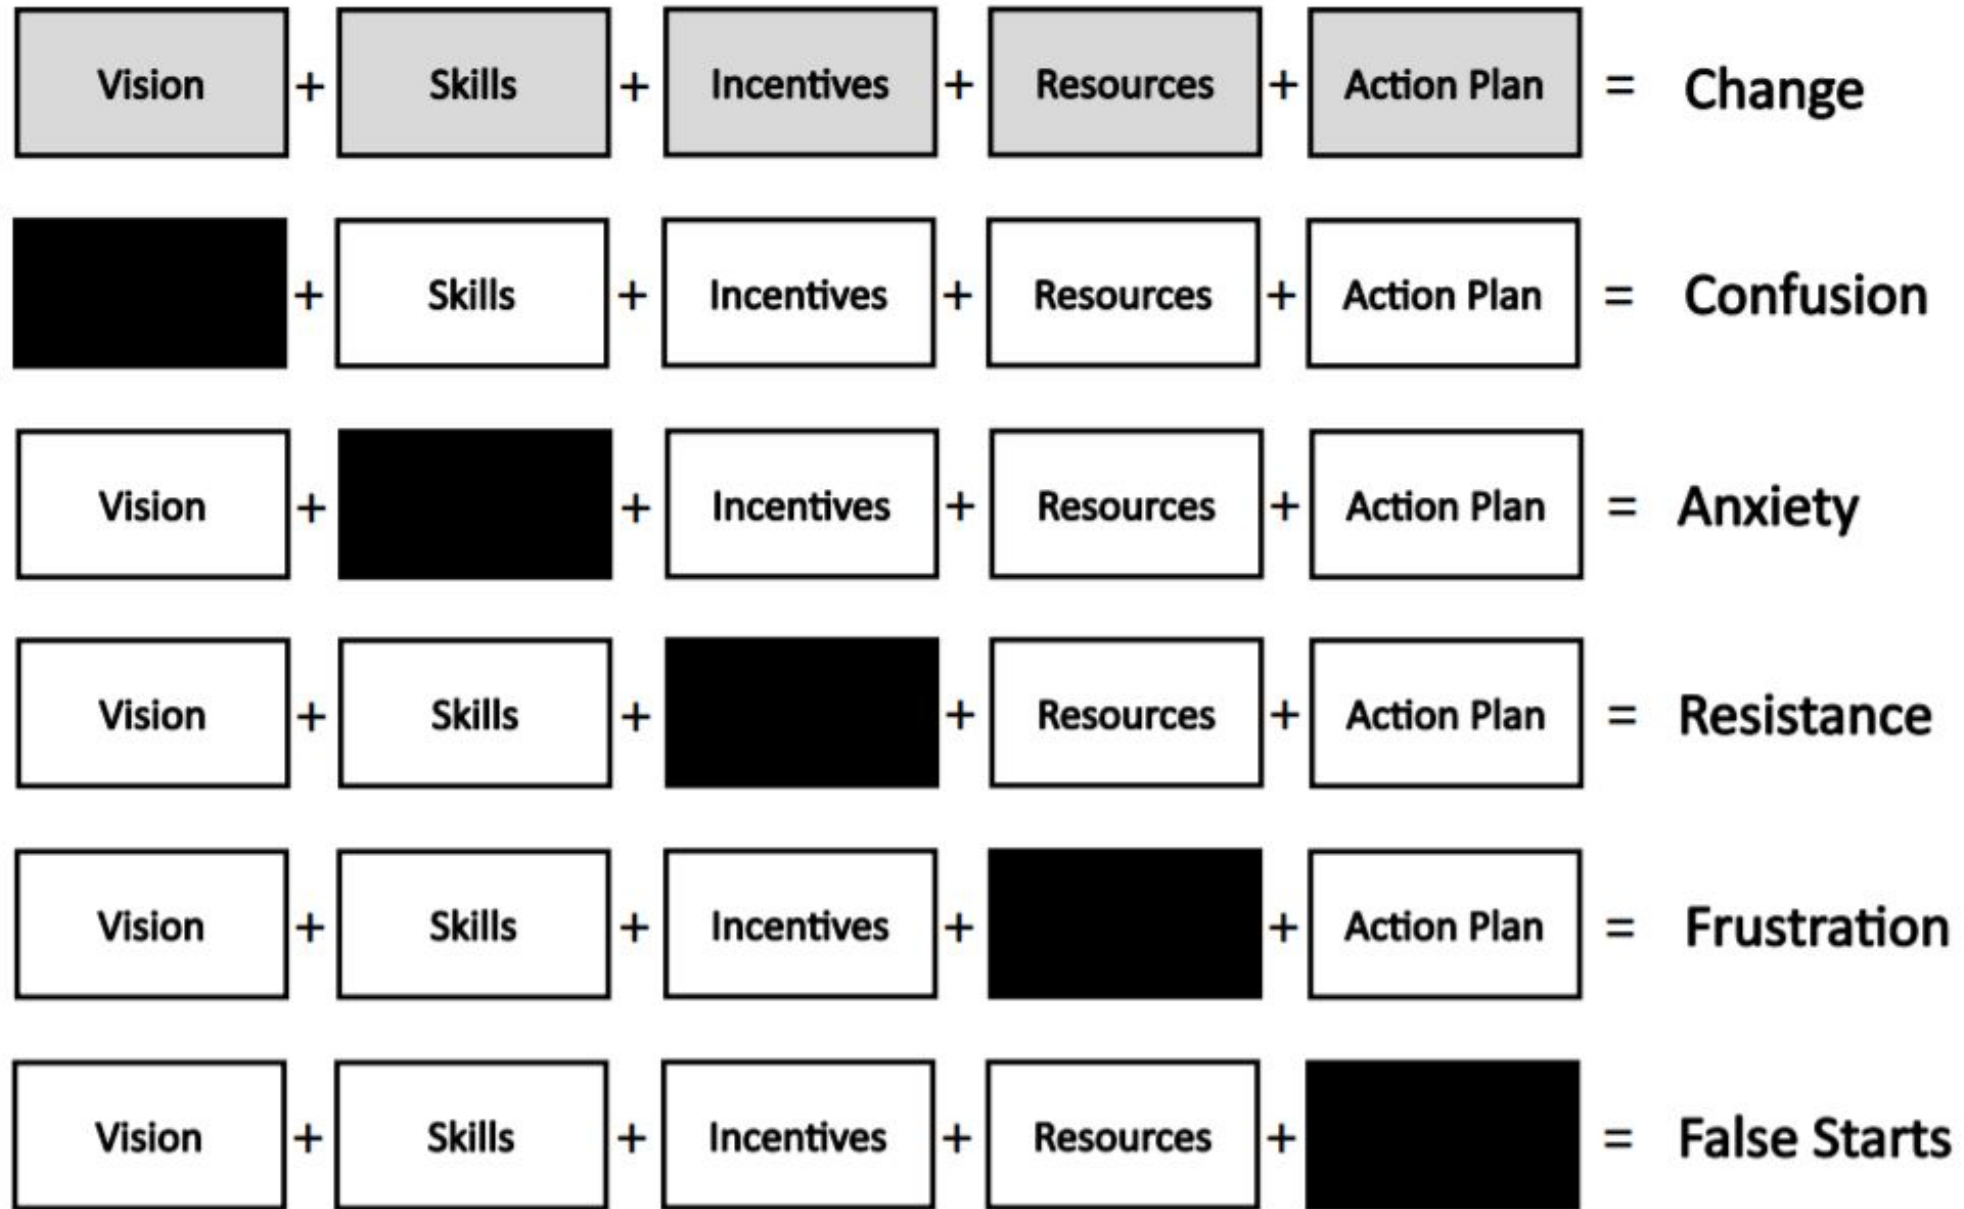 Vision + Skills + Incentives + Resources + Action Plan = Change
+ Skills + Incentives + Resources + Action Plan = Confusion
Vision + + Incentives + Resources + Action Plan = Anxiety
Vision + Skills + + Resources + Action Plan = Resistance
Vision + Skills + Incentives + + Action Plan = Frustration
Vision + Skills + Incentives + Resources + = False Starts